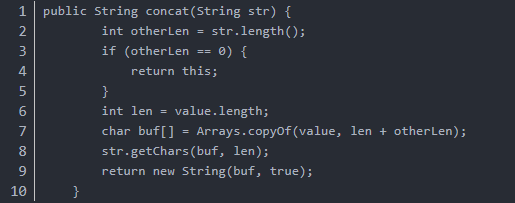 1 public String concat(String str) {
2         int otherLen = str.length();
3         if (otherLen == 0) {
4             return this;
5         }
6         int len = value.length;
7         char buf[] = Arrays.copyOf(value, len + otherLen);
8         str.getChars(buf, len);
9         return new String(buf, true);
10     }